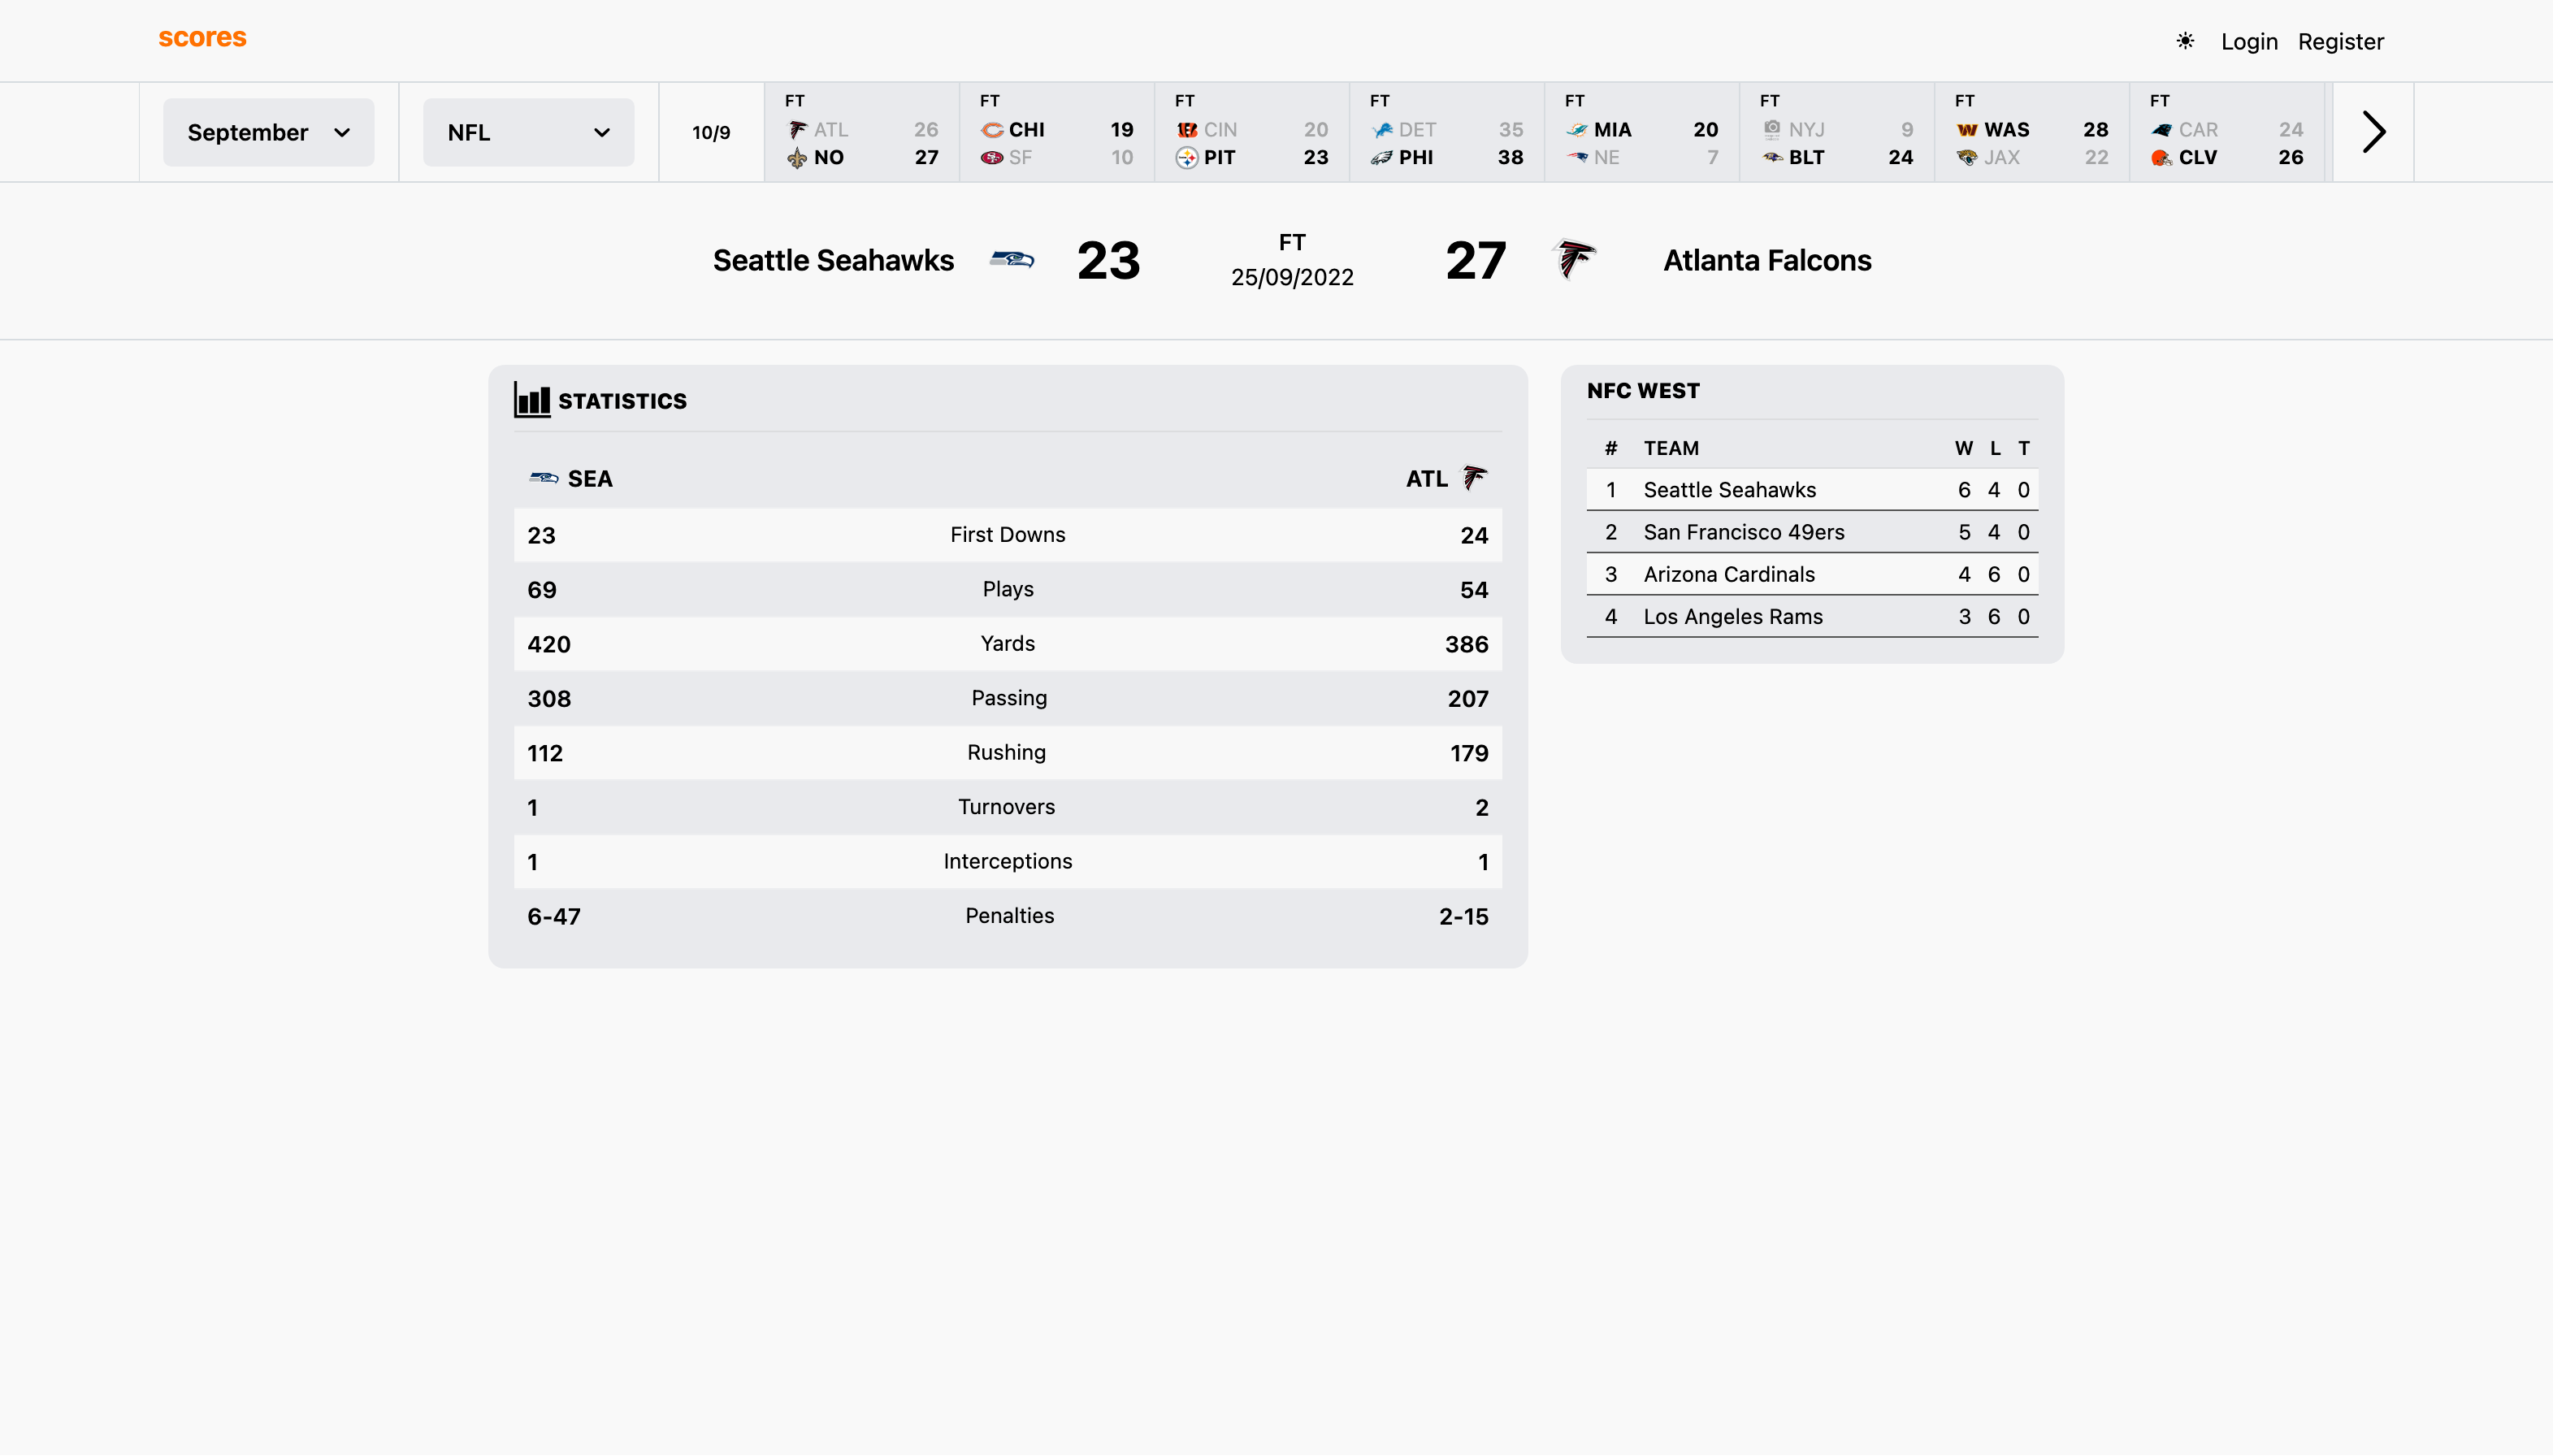 scores
Login Register
September
NFL
10/9
FT
ATL 26
NO 27
FT
CHI 19
SF 10
FT
CIN 20
PIT 23
FT
DET 35
PHI 38
FT
MIA 20
NE 7
FT
NYJ 9
BLT 24
FT
WAS 28
JAX 22
FT
CAR 24
CLV 26
Seattle Seahawks 23 FT 27 Atlanta Falcons
25/09/2022
STATISTICS
SEA ATL
23 First Downs 24
69 Plays 54
420 Yards 386
308 Passing 207
112 Rushing 179
1 Turnovers 2
1 Interceptions 1
6-47 Penalties 2-15
NFC WEST
# TEAM W L T
1 Seattle Seahawks 6 4 0
2 San Francisco 49ers 5 4 0
3 Arizona Cardinals 4 6 0
4 Los Angeles Rams 3 6 0